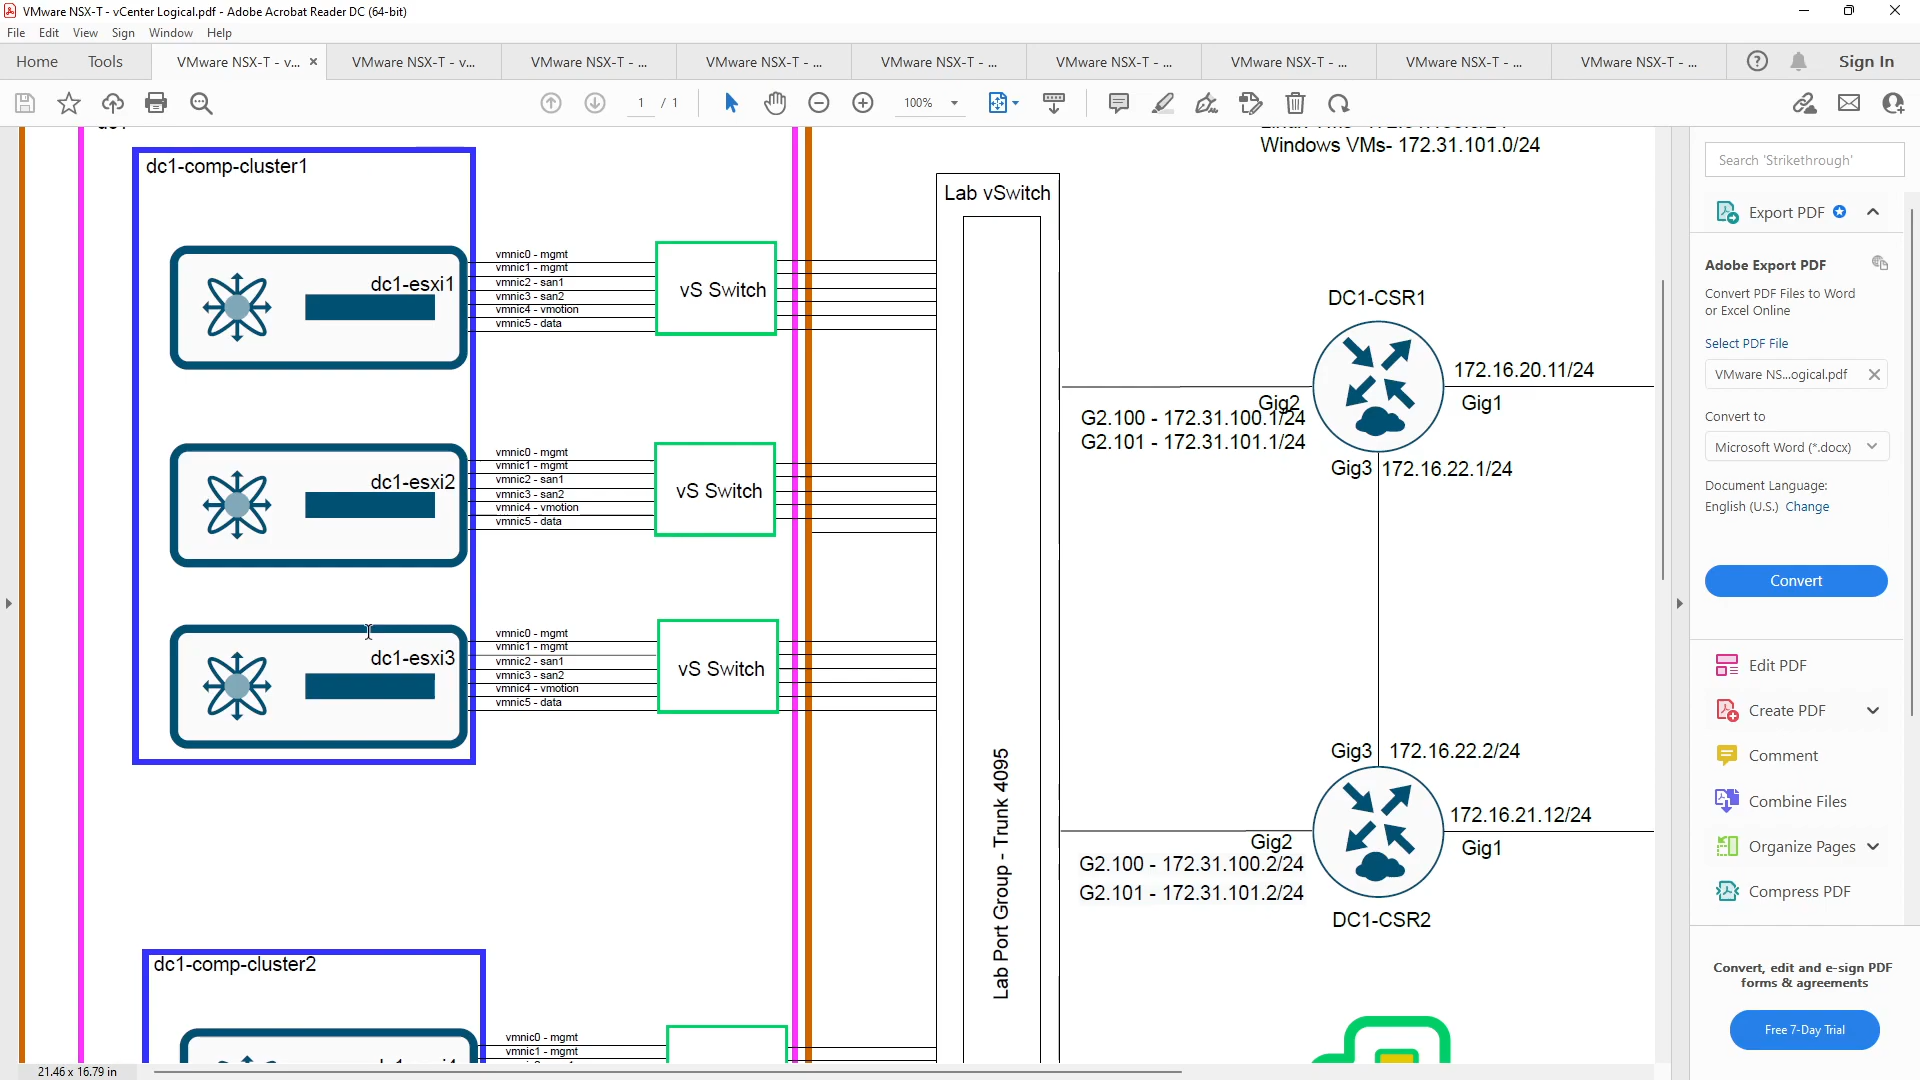 VMware NSX-T - vCenter Logical.pdf - Adobe Acrobat Reader DC (64-bit)
File Edit View Sign Window Help
Home Tools VMware NSX-T - v... VMware NSX-T - v... VMware NSX-T - ... VMware NSX-T - ... VMware NSX-T - ... VMware NSX-T - ... VMware NSX-T - ... VMware NSX-T - ... VMware NSX-T - ... Sign In
1 / 1 100%
Windows VMs- 172.31.101.0/24
dc1-comp-cluster1
dc1-esxi1
vmnic0 - mgmt
vmnic1 - mgmt
vmnic2 - san1
vmnic3 - san2
vmnic4 - vmotion
vmnic5 - data
vS Switch
dc1-esxi2
vmnic0 - mgmt
vmnic1 - mgmt
vmnic2 - san1
vmnic3 - san2
vmnic4 - vmotion
vmnic5 - data
vS Switch
dc1-esxi3
vmnic0 - mgmt
vmnic1 - mgmt
vmnic2 - san1
vmnic3 - san2
vmnic4 - vmotion
vmnic5 - data
vS Switch
dc1-comp-cluster2
vmnic0 - mgmt
vmnic1 - mgmt
Lab vSwitch
Lab Port Group - Trunk 4095
DC1-CSR1
172.16.20.11/24
Gig1
Gig2
G2.100 - 172.31.100.1/24
G2.101 - 172.31.101.1/24
Gig3 172.16.22.1/24
Gig3 172.16.22.2/24
172.16.21.12/24
Gig1
Gig2
G2.100 - 172.31.100.2/24
G2.101 - 172.31.101.2/24
DC1-CSR2
Search 'Strikethrough'
Export PDF
Adobe Export PDF
Convert PDF Files to Word
or Excel Online
Select PDF File
VMware NS...ogical.pdf
Convert to
Microsoft Word (*.docx)
Document Language:
English (U.S.) Change
Convert
Edit PDF
Create PDF
Comment
Combine Files
Organize Pages
Compress PDF
Convert, edit and e-sign PDF
forms & agreements
Free 7-Day Trial
21.46 x 16.79 in